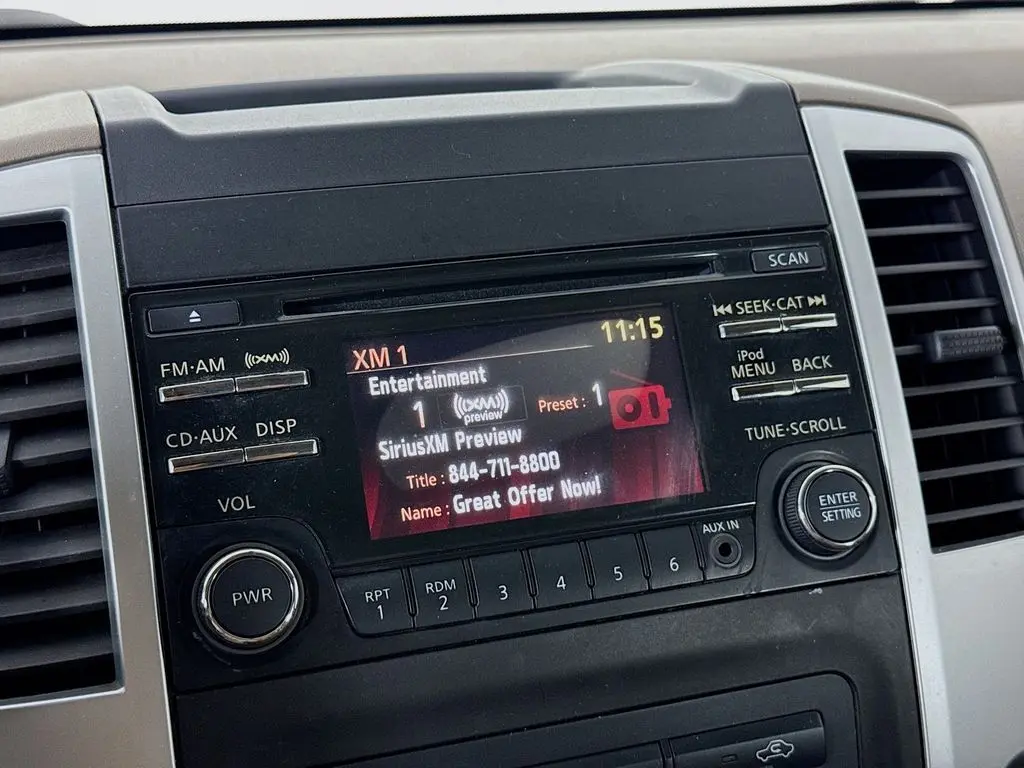 SCAN
SEEK·CAT
FM·AM
((XM))
XM 1
11:15
Entertainment
iPod
MENU
BACK
1
((XM))
preview
Preset : 1
CD·AUX
DISP
SiriusXM Preview
TUNE·SCROLL
Title : 844-711-8800
Name : Great Offer Now!
VOL
ENTER
SETTING
AUX IN
PWR
RPT
1
RDM
2
3
4
5
6